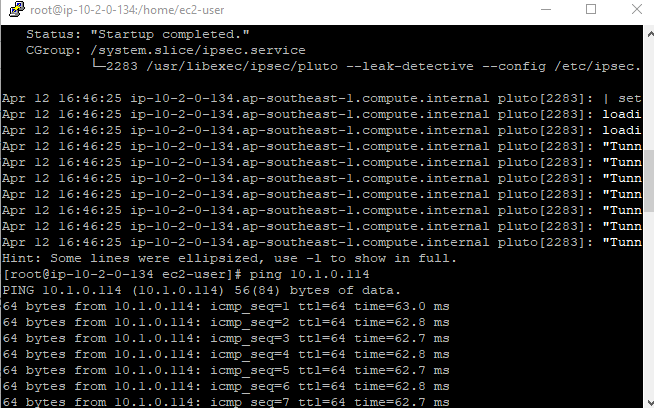 root@ip-10-2-0-134:/home/ec2-user
Status: "Startup completed."
CGroup: /system.slice/ipsec.service
└─2283 /usr/libexec/ipsec/pluto --leak-detective --config /etc/ipsec.
Apr 12 16:46:25 ip-10-2-0-134.ap-southeast-1.compute.internal pluto[2283]: | set
Apr 12 16:46:25 ip-10-2-0-134.ap-southeast-1.compute.internal pluto[2283]: loadi
Apr 12 16:46:25 ip-10-2-0-134.ap-southeast-1.compute.internal pluto[2283]: loadi
Apr 12 16:46:25 ip-10-2-0-134.ap-southeast-1.compute.internal pluto[2283]: "Tunn
Apr 12 16:46:25 ip-10-2-0-134.ap-southeast-1.compute.internal pluto[2283]: "Tunn
Apr 12 16:46:25 ip-10-2-0-134.ap-southeast-1.compute.internal pluto[2283]: "Tunn
Apr 12 16:46:25 ip-10-2-0-134.ap-southeast-1.compute.internal pluto[2283]: "Tunn
Apr 12 16:46:25 ip-10-2-0-134.ap-southeast-1.compute.internal pluto[2283]: "Tunn
Apr 12 16:46:25 ip-10-2-0-134.ap-southeast-1.compute.internal pluto[2283]: "Tunn
Apr 12 16:46:25 ip-10-2-0-134.ap-southeast-1.compute.internal pluto[2283]: "Tunn
Hint: Some lines were ellipsized, use -l to show in full.
[root@ip-10-2-0-134 ec2-user]# ping 10.1.0.114
PING 10.1.0.114 (10.1.0.114) 56(84) bytes of data.
64 bytes from 10.1.0.114: icmp_seq=1 ttl=64 time=63.0 ms
64 bytes from 10.1.0.114: icmp_seq=2 ttl=64 time=62.8 ms
64 bytes from 10.1.0.114: icmp_seq=3 ttl=64 time=62.7 ms
64 bytes from 10.1.0.114: icmp_seq=4 ttl=64 time=62.8 ms
64 bytes from 10.1.0.114: icmp_seq=5 ttl=64 time=62.7 ms
64 bytes from 10.1.0.114: icmp_seq=6 ttl=64 time=62.8 ms
64 bytes from 10.1.0.114: icmp_seq=7 ttl=64 time=62.7 ms